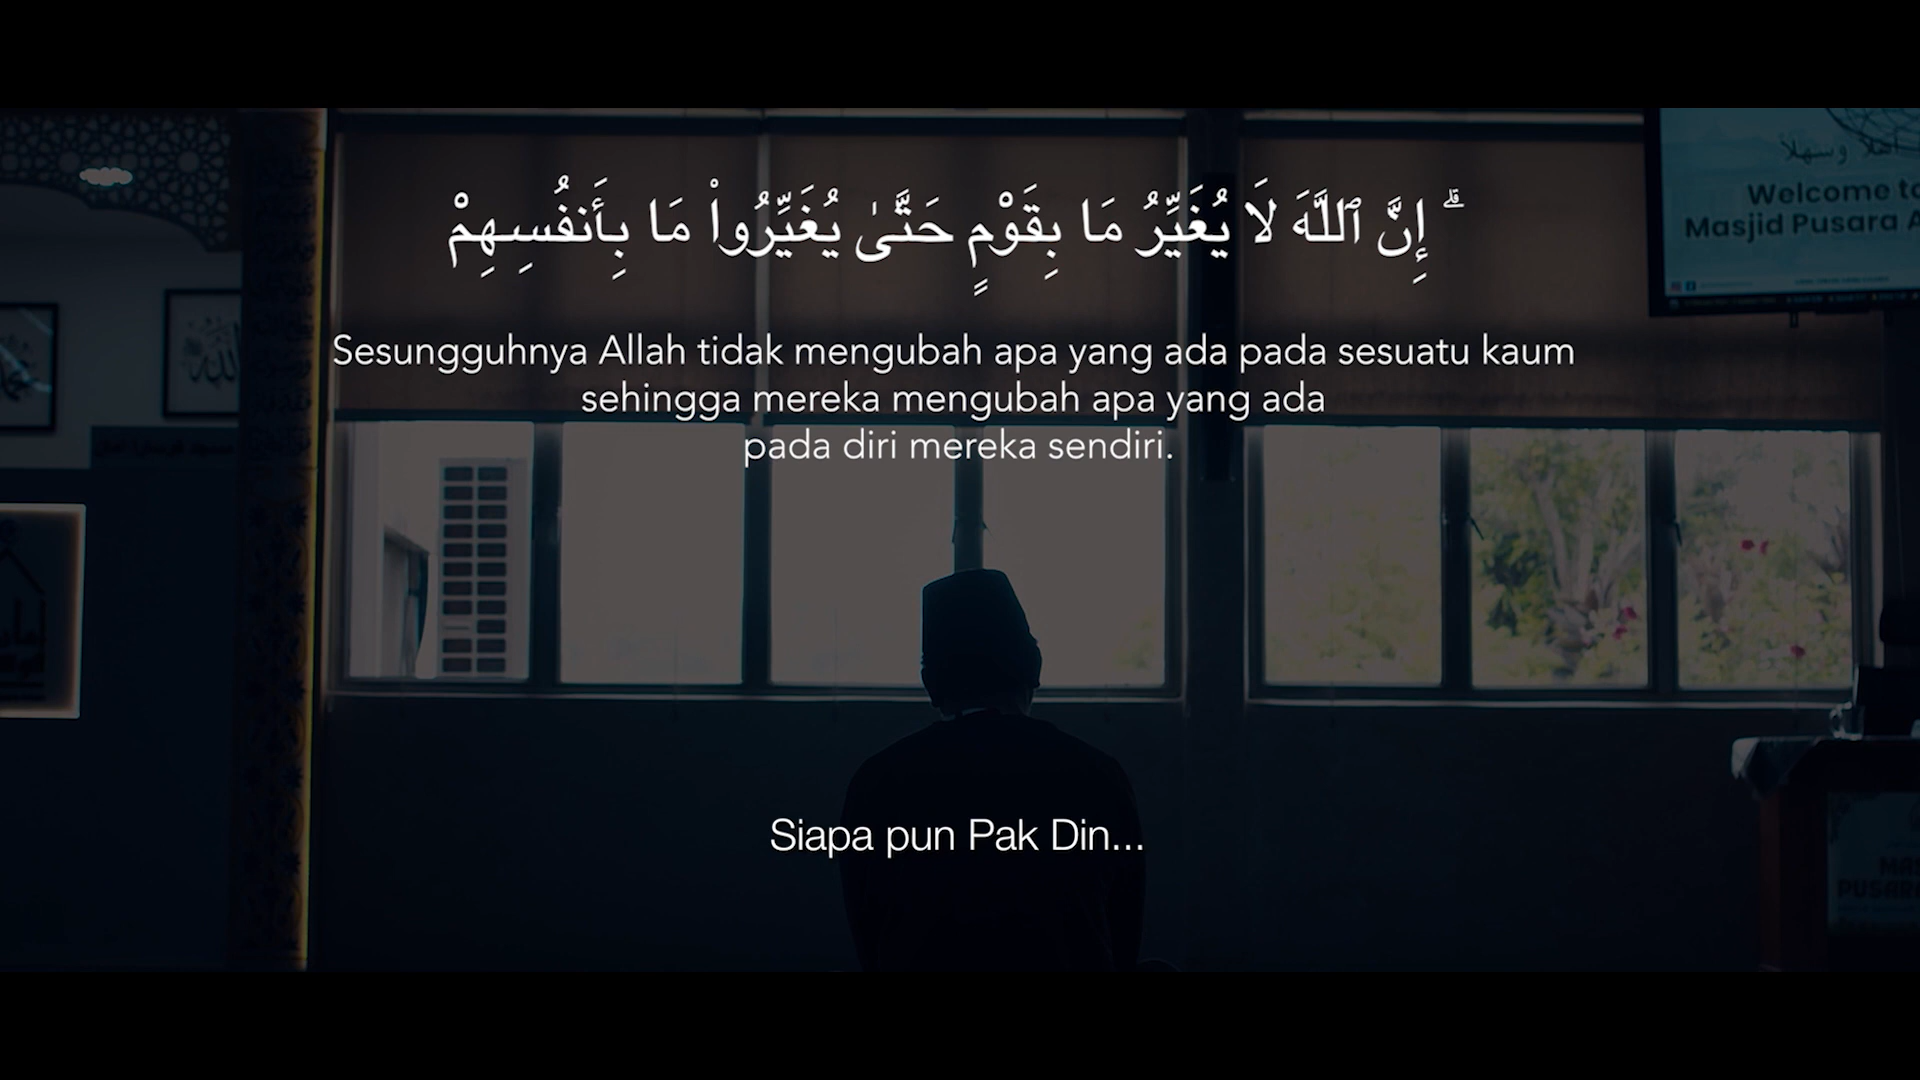 ۗ إِنَّ ٱللَّهَ لَا يُغَيِّرُ مَا بِقَوْمٍ حَتَّىٰ يُغَيِّرُوا۟ مَا بِأَنفُسِهِمْ
Sesungguhnya Allah tidak mengubah apa yang ada pada sesuatu kaum
sehingga mereka mengubah apa yang ada
pada diri mereka sendiri.
Siapa pun Pak Din...
Welcome to
Masjid Pusara A